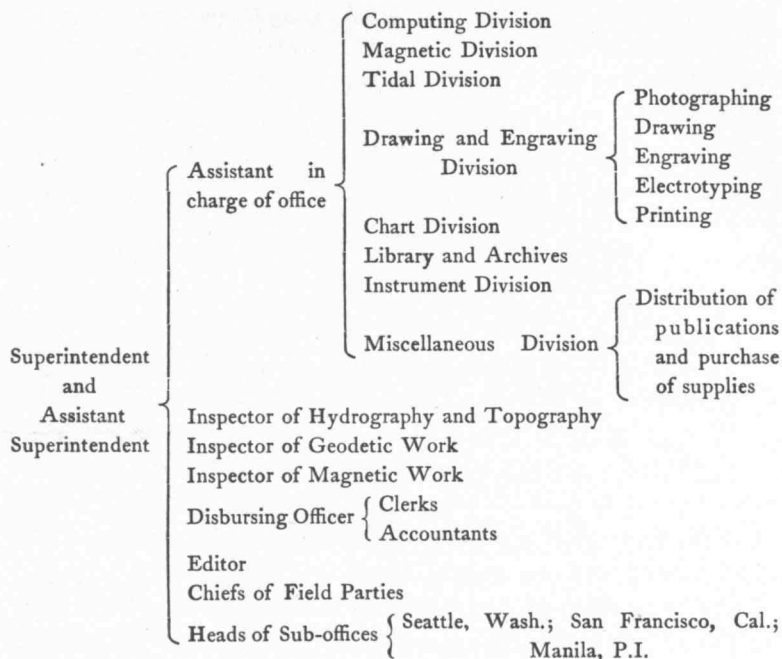 Computing Division
Magnetic Division
Tidal Division
Drawing and Engraving
Division
Photographing
Drawing
Engraving
Electrotyping
Printing
Assistant in
charge of office
Chart Division
Library and Archives
Instrument Division
Miscellaneous Division
Distribution of
publications
and purchase
of supplies
Superintendent
and
Assistant
Superintendent
Inspector of Hydrography and Topography
Inspector of Geodetic Work
Inspector of Magnetic Work
Disbursing Officer
Clerks
Accountants
Editor
Chiefs of Field Parties
Heads of Sub-offices
Seattle, Wash.; San Francisco, Cal.;
Manila, P.I.